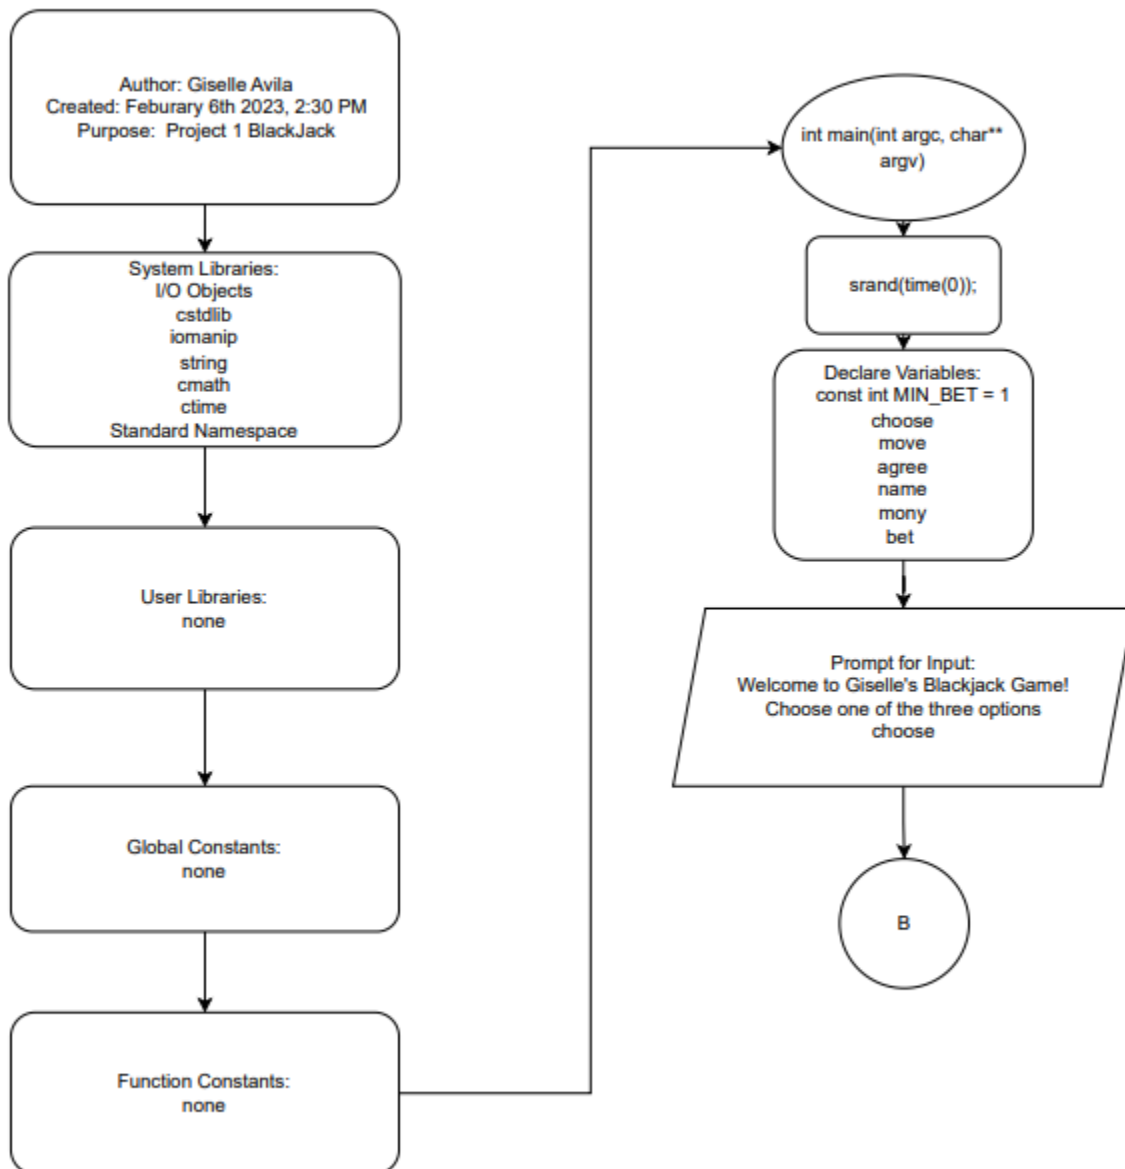 Author: Giselle Avila
Created: Feburary 6th 2023, 2:30 PM
Purpose: Project 1 BlackJack
System Libraries:
I/O Objects
cstdlib
iomanip
string
cmath
ctime
Standard Namespace
User Libraries:
none
Global Constants:
none
Function Constants:
none
int main(int argc, char**
argv)
srand(time(0));
Declare Variables:
const int MIN_BET = 1
choose
move
agree
name
mony
bet
Prompt for Input:
Welcome to Giselle's Blackjack Game!
Choose one of the three options
choose
B